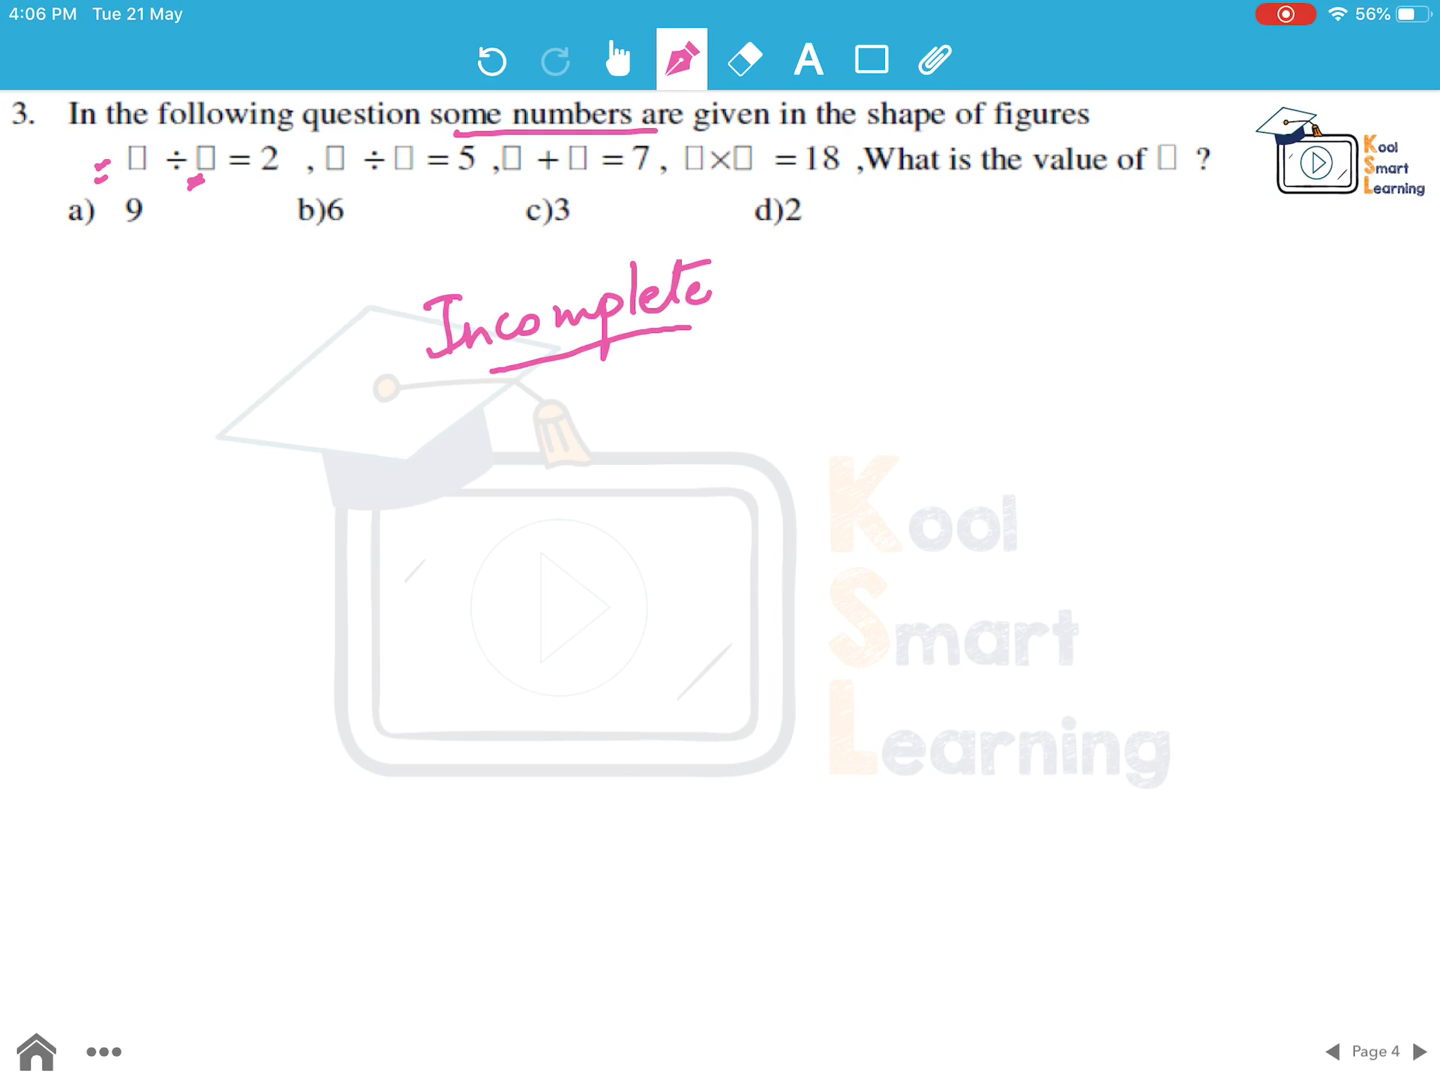 4:06 PM Tue 21 May
56%
A
3. In the following question some numbers are given in the shape of figures
▯ ÷ ▯ = 2 , ▯ ÷ ▯ = 5 ,▯ + ▯ = 7 , ▯×▯ = 18 ,What is the value of ▯ ?
a) 9 b)6 c)3 d)2
Kool
Smart
Learning
Incomplete
Kool
Smart
Learning
Page 4